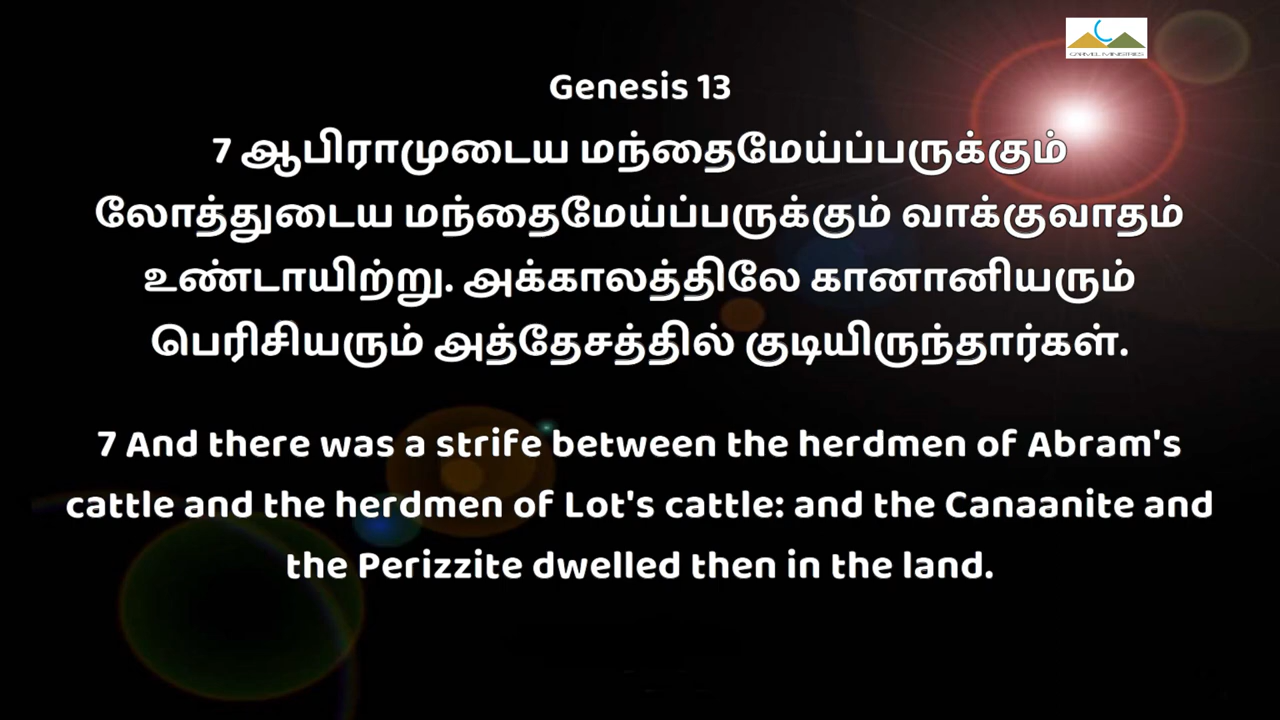 CARMEL MINISTRIES
Genesis 13
7 ஆபிராமுடைய மந்தைமேய்ப்பருக்கும்
லோத்துடைய மந்தைமேய்ப்பருக்கும் வாக்குவாதம்
உண்டாயிற்று. அக்காலத்திலே கானானியரும்
பெரிசியரும் அத்தேசத்தில் குடியிருந்தார்கள்.
7 And there was a strife between the herdmen of Abram's
cattle and the herdmen of Lot's cattle: and the Canaanite and
the Perizzite dwelled then in the land.